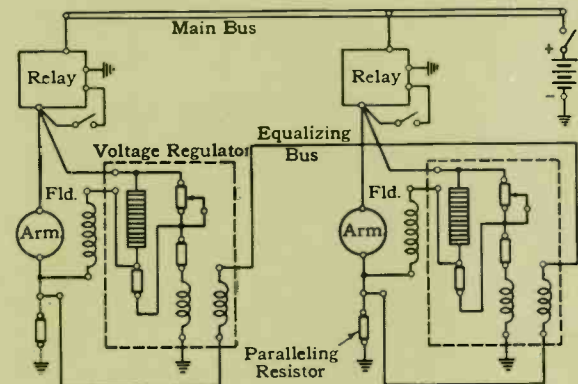 Main Bus
Relay
Relay
+
−
Voltage Regulator
Equalizing
Bus
Fld.
Fld.
Arm.
Arm
Paralleling
Resistor